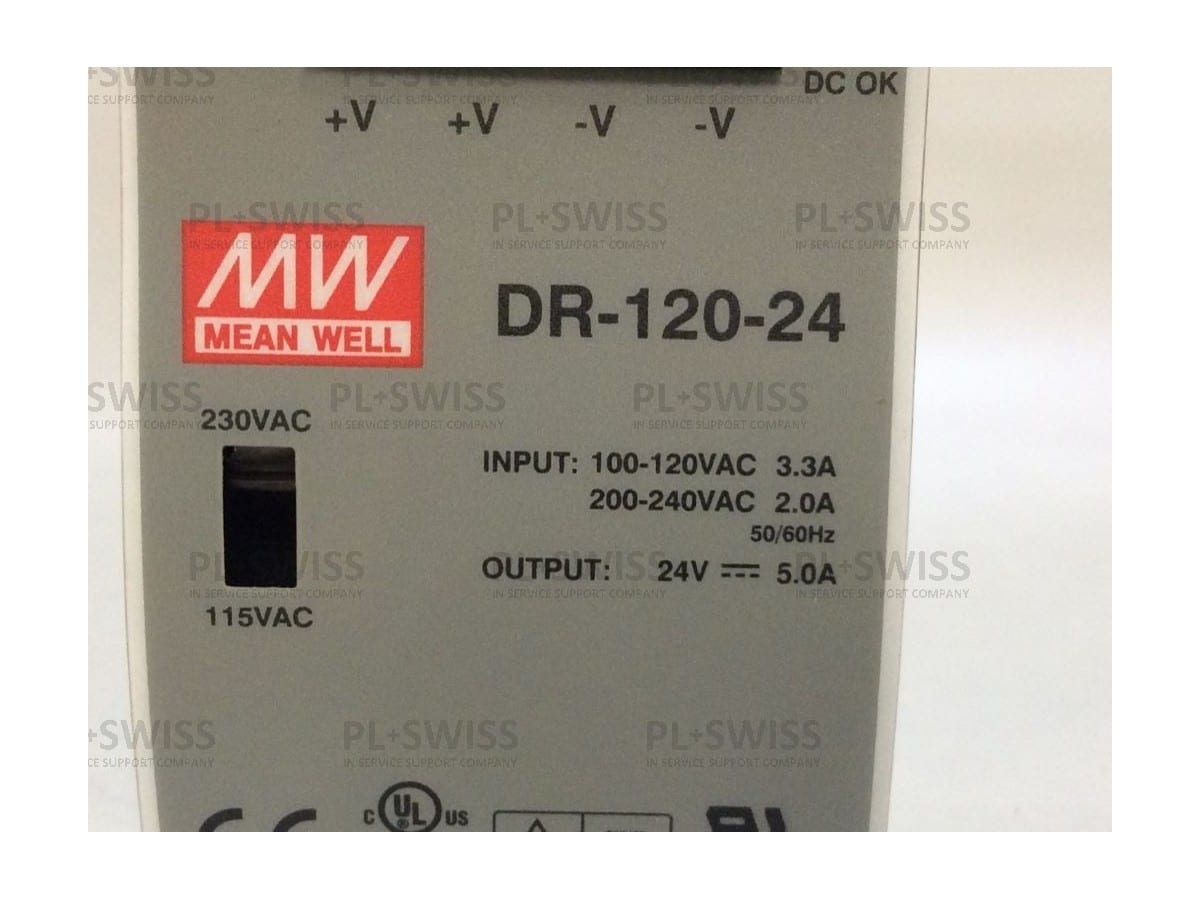 DC OK
+V +V -V -V
MW
MEAN WELL
DR-120-24
230VAC
INPUT: 100-120VAC 3.3A
200-240VAC 2.0A
50/60Hz
OUTPUT: 24V 5.0A
115VAC
C UL US
PL+SWISS
IN SERVICE SUPPORT COMPANY